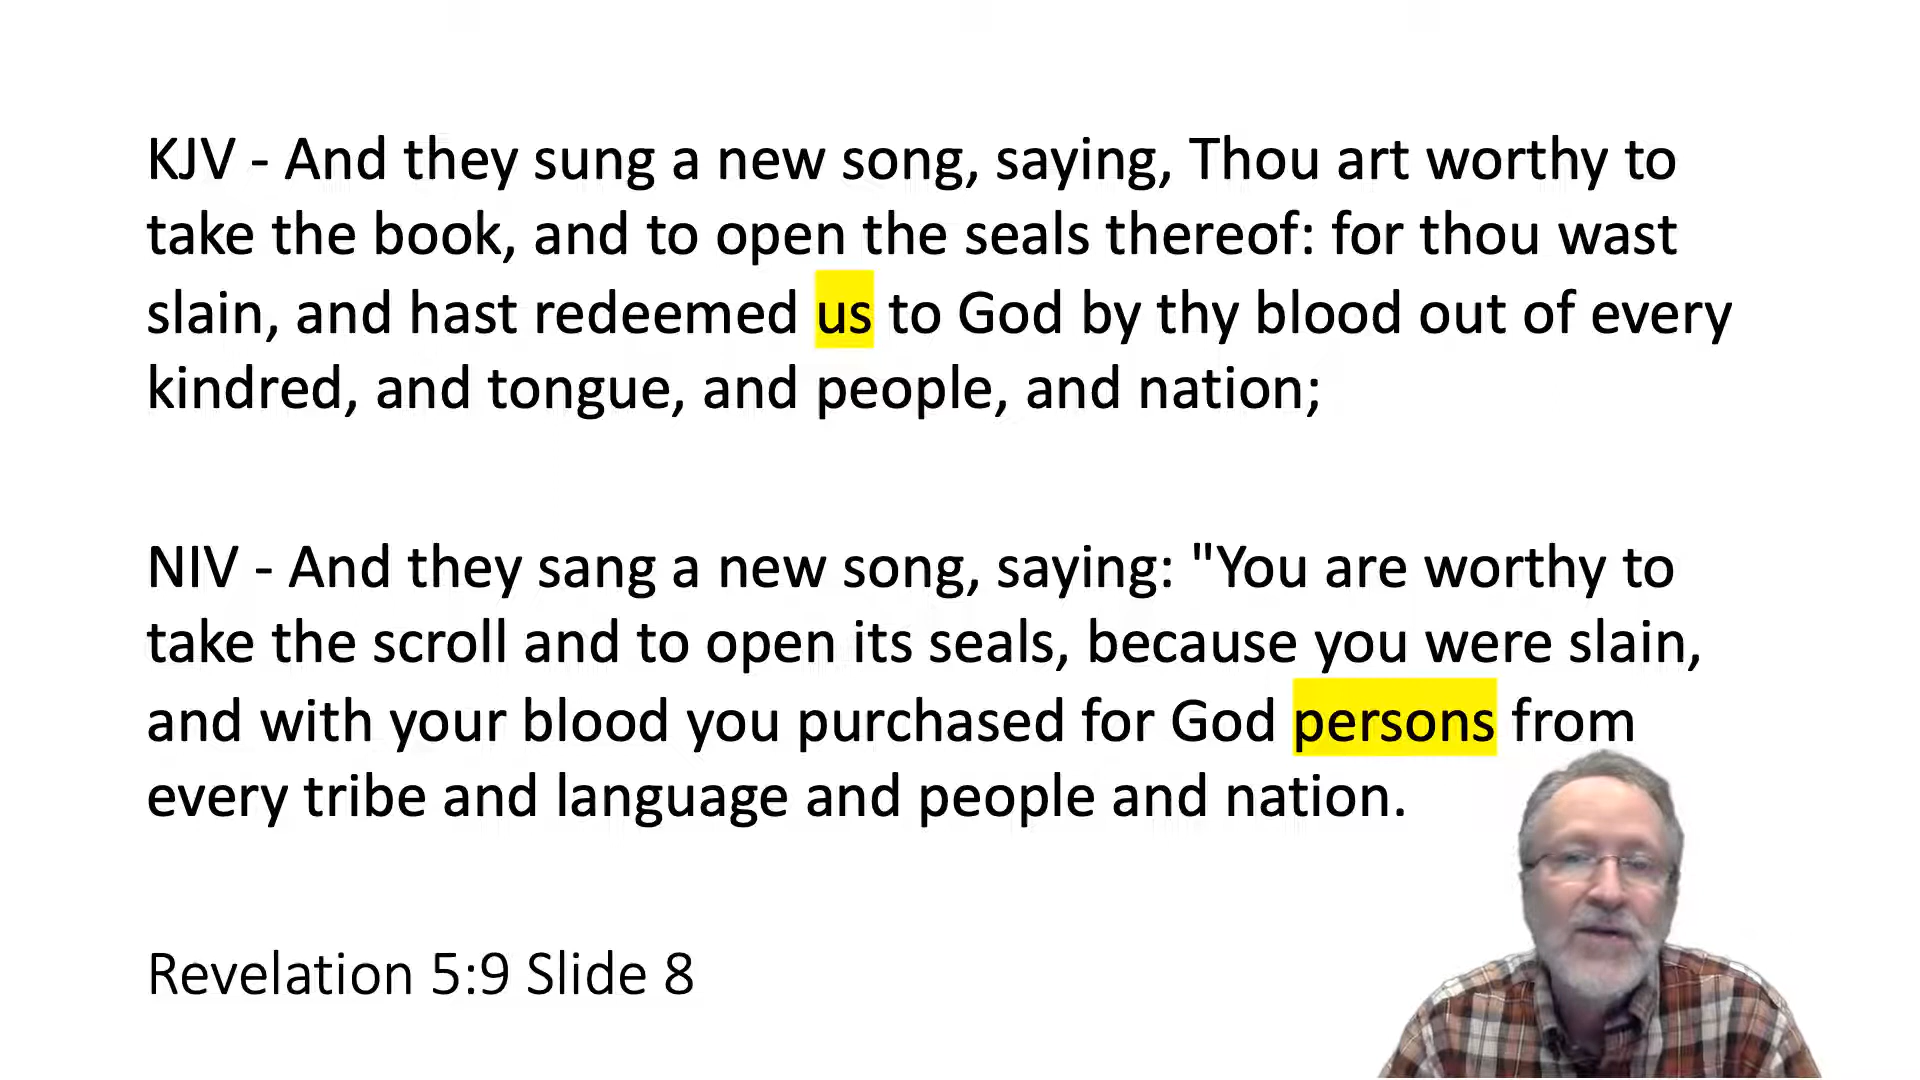 KJV - And they sung a new song, saying, Thou art worthy to
take the book, and to open the seals thereof: for thou wast
slain, and hast redeemed us to God by thy blood out of every
kindred, and tongue, and people, and nation;
NIV - And they sang a new song, saying: "You are worthy to
take the scroll and to open its seals, because you were slain,
and with your blood you purchased for God persons from
every tribe and language and people and nation.
Revelation 5:9 Slide 8